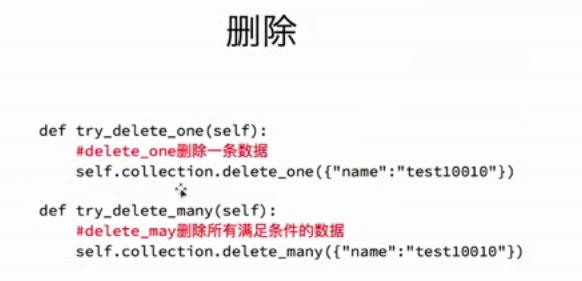 删除
def try_delete_one(self):
#delete_one删除一条数据
self.collection.delete_one({"name":"test10010"})
def try_delete_many(self):
#delete_may删除所有满足条件的数据
self.collection.delete_many({"name":"test10010"})